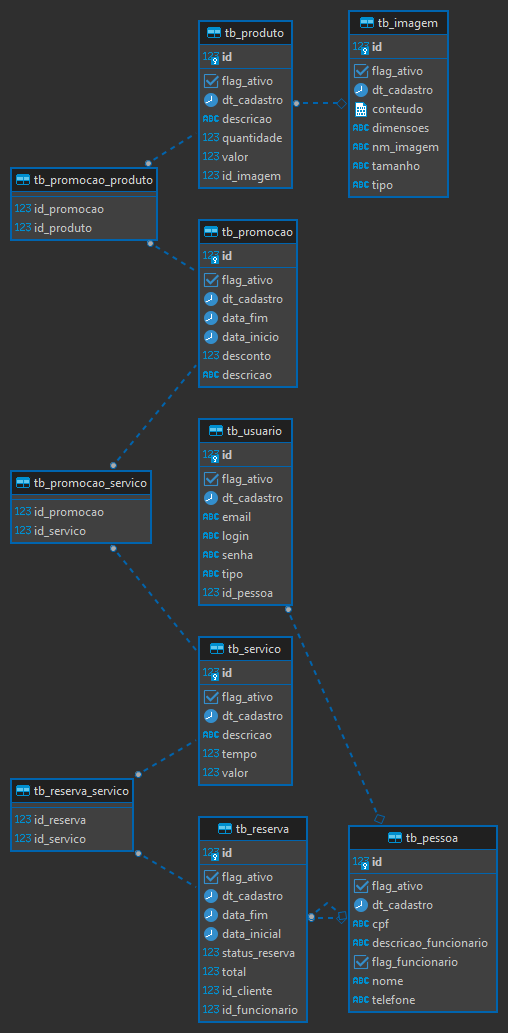 tb_produto
123 id
flag_ativo
dt_cadastro
ABC descricao
123 quantidade
123 valor
123 id_imagem
tb_imagem
123 id
flag_ativo
dt_cadastro
conteudo
ABC dimensoes
ABC nm_imagem
ABC tamanho
ABC tipo
tb_promocao_produto
123 id_promocao
123 id_produto
tb_promocao
123 id
flag_ativo
dt_cadastro
data_fim
data_inicio
123 desconto
ABC descricao
tb_usuario
123 id
flag_ativo
dt_cadastro
ABC email
ABC login
ABC senha
ABC tipo
123 id_pessoa
tb_promocao_servico
123 id_promocao
123 id_servico
tb_servico
123 id
flag_ativo
dt_cadastro
ABC descricao
123 tempo
123 valor
tb_reserva_servico
123 id_reserva
123 id_servico
tb_reserva
123 id
flag_ativo
dt_cadastro
data_fim
data_inicial
123 status_reserva
123 total
123 id_cliente
123 id_funcionario
tb_pessoa
123 id
flag_ativo
dt_cadastro
ABC cpf
ABC descricao_funcionario
flag_funcionario
ABC nome
ABC telefone